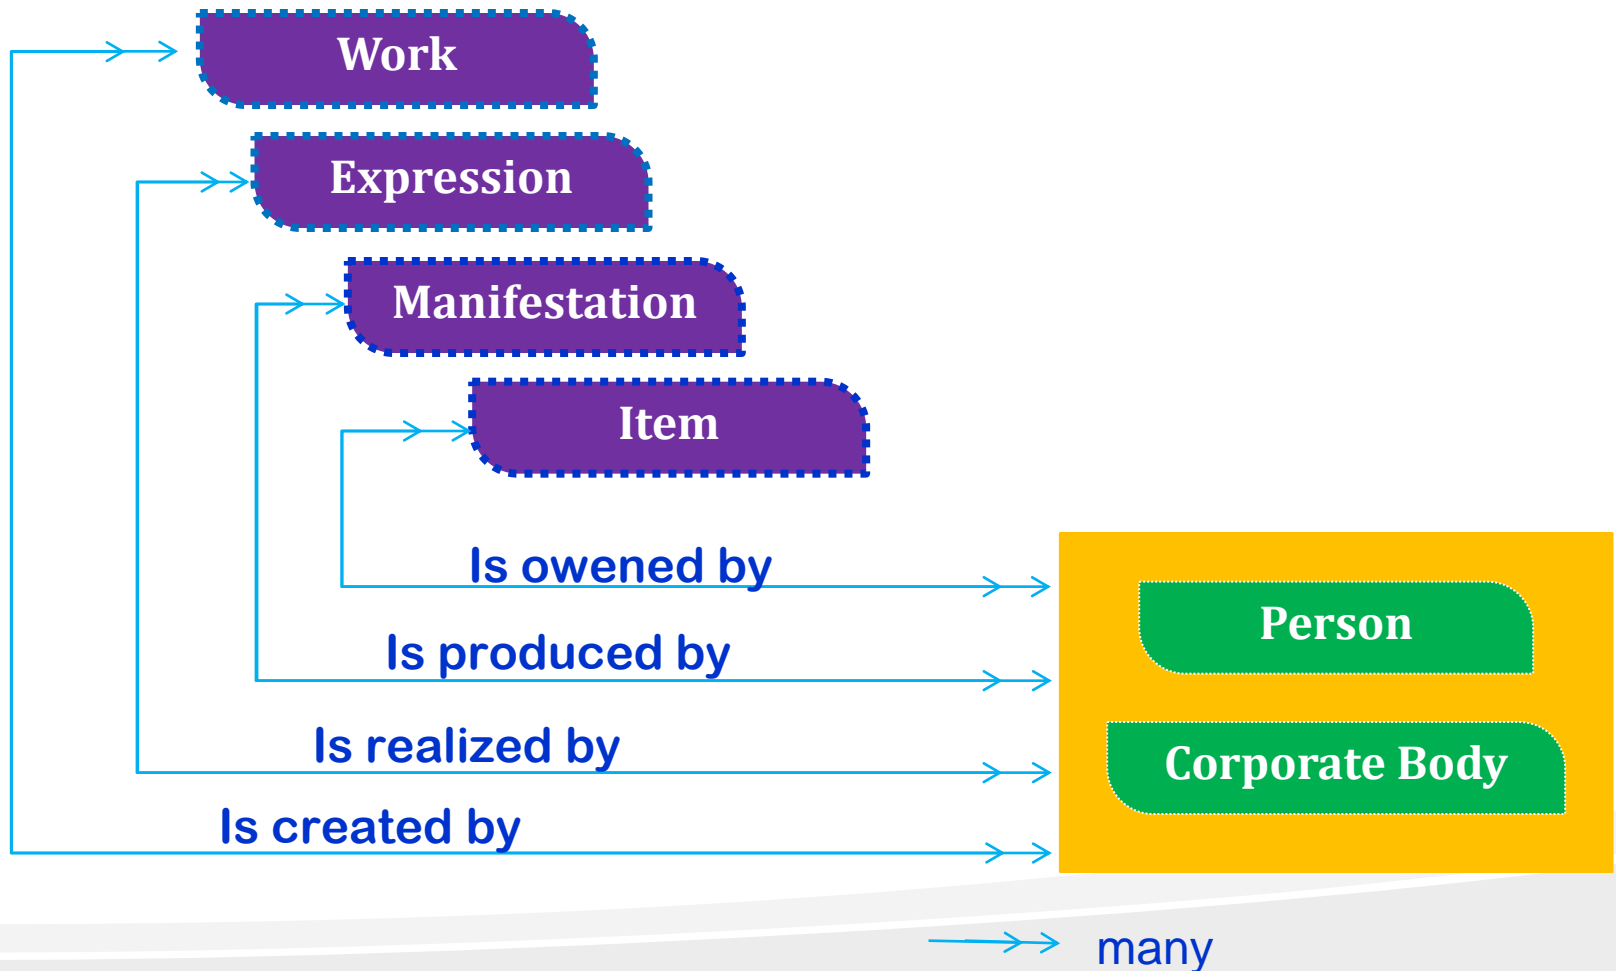 Work
Expression
Manifestation
Item
Is owened by
Is produced by
Is realized by
Is created by
Person
Corporate Body
many